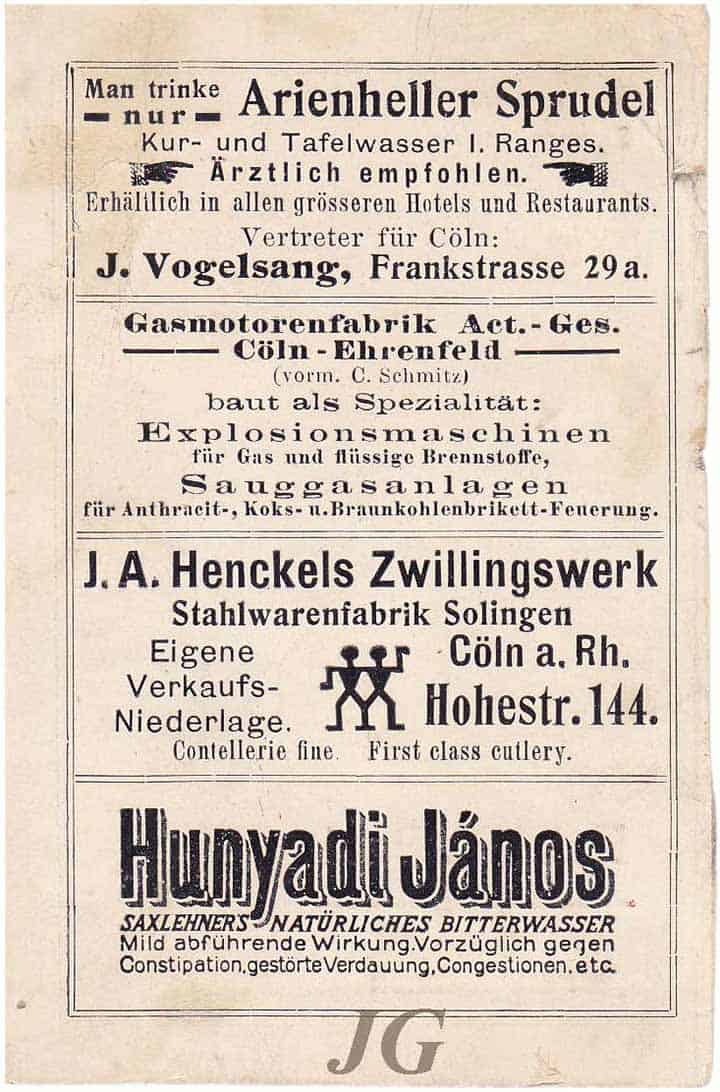 Man trinke nur Arienheller Sprudel
Kur- und Tafelwasser I. Ranges.
Ärztlich empfohlen.
Erhältlich in allen grösseren Hotels und Restaurants.
Vertreter für Cöln:
J. Vogelsang, Frankstrasse 29 a.
Gasmotorenfabrik Act.-Ges.
Cöln-Ehrenfeld
(vorm. C. Schmitz)
baut als Spezialität:
Explosionsmaschinen
für Gas und flüssige Brennstoffe,
Sauggasanlagen
für Anthracit-, Koks- u. Braunkohlenbrikett-Feuerung.
J. A. Henckels Zwillingswerk
Stahlwarenfabrik Solingen
Eigene
Verkaufs-
Niederlage.
Cöln a. Rh.
Hohestr. 144.
Contellerie fine. First class cutlery.
Hunyadi János
SAXLEHNERS NATÜRLICHES BITTERWASSER
Mild abführende Wirkung. Vorzüglich gegen
Constipation, gestörte Verdauung, Congestionen, etc.
JG